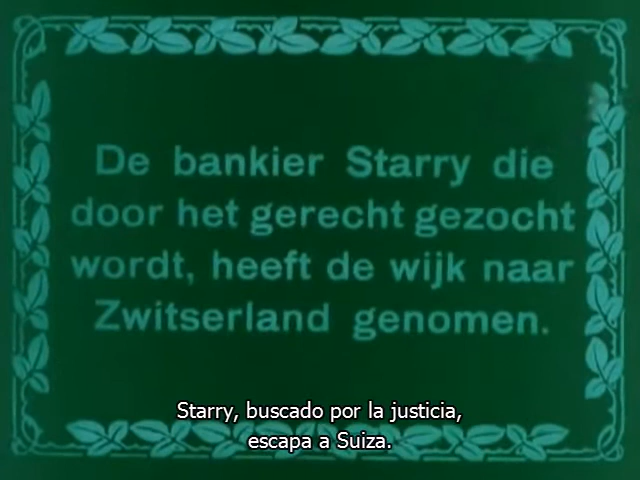 De bankier Starry die
door het gerecht gezocht
wordt, heeft de wijk naar
Zwitserland genomen.
Starry, buscado por la justicia,
escapa a Suiza.